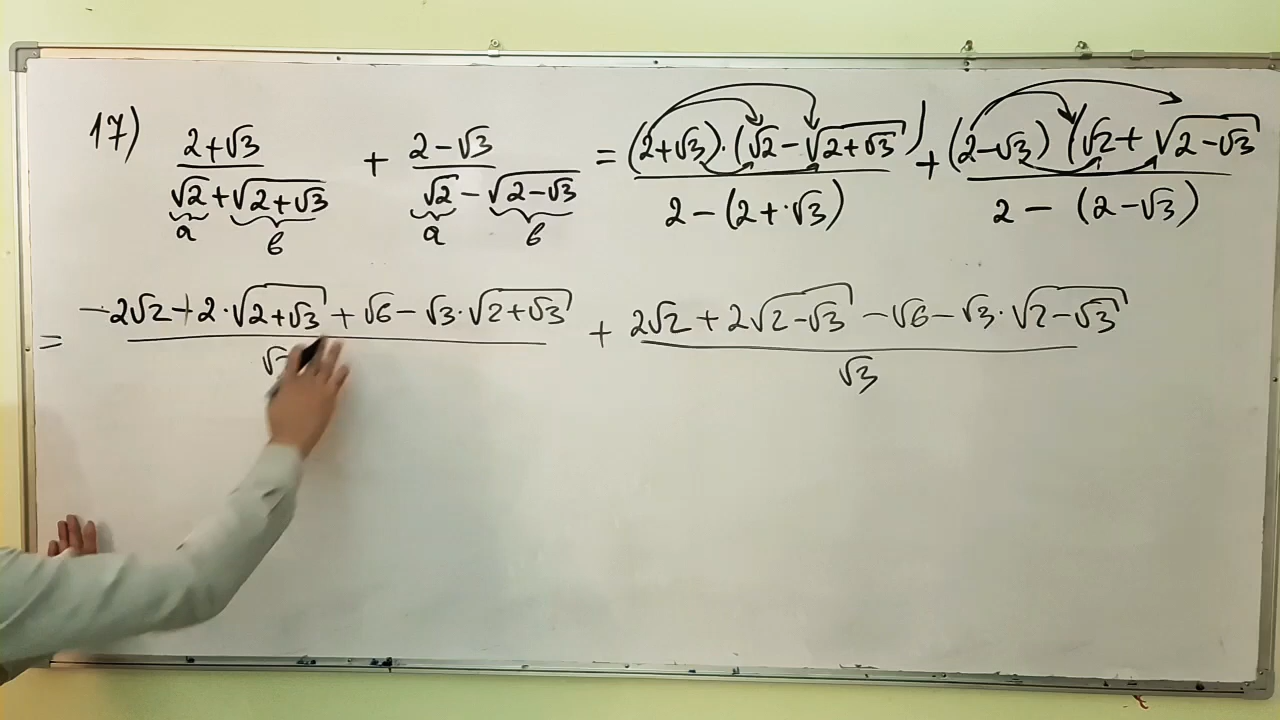 17) (2+√3)/(√2+√(2+√3)) + (2-√3)/(√2-√(2-√3)) = ((2+√3)·(√2-√(2+√3)))/(2-(2+·√3)) + ((2-√3)(√2+√(2-√3))/(2-(2-√3))
a в a в
= (-2√2+2·√(2+√3)+√6-√3·√(2+√3))/√3 + (2√2+2√(2-√3)-√6-√3·√(2-√3))/√3